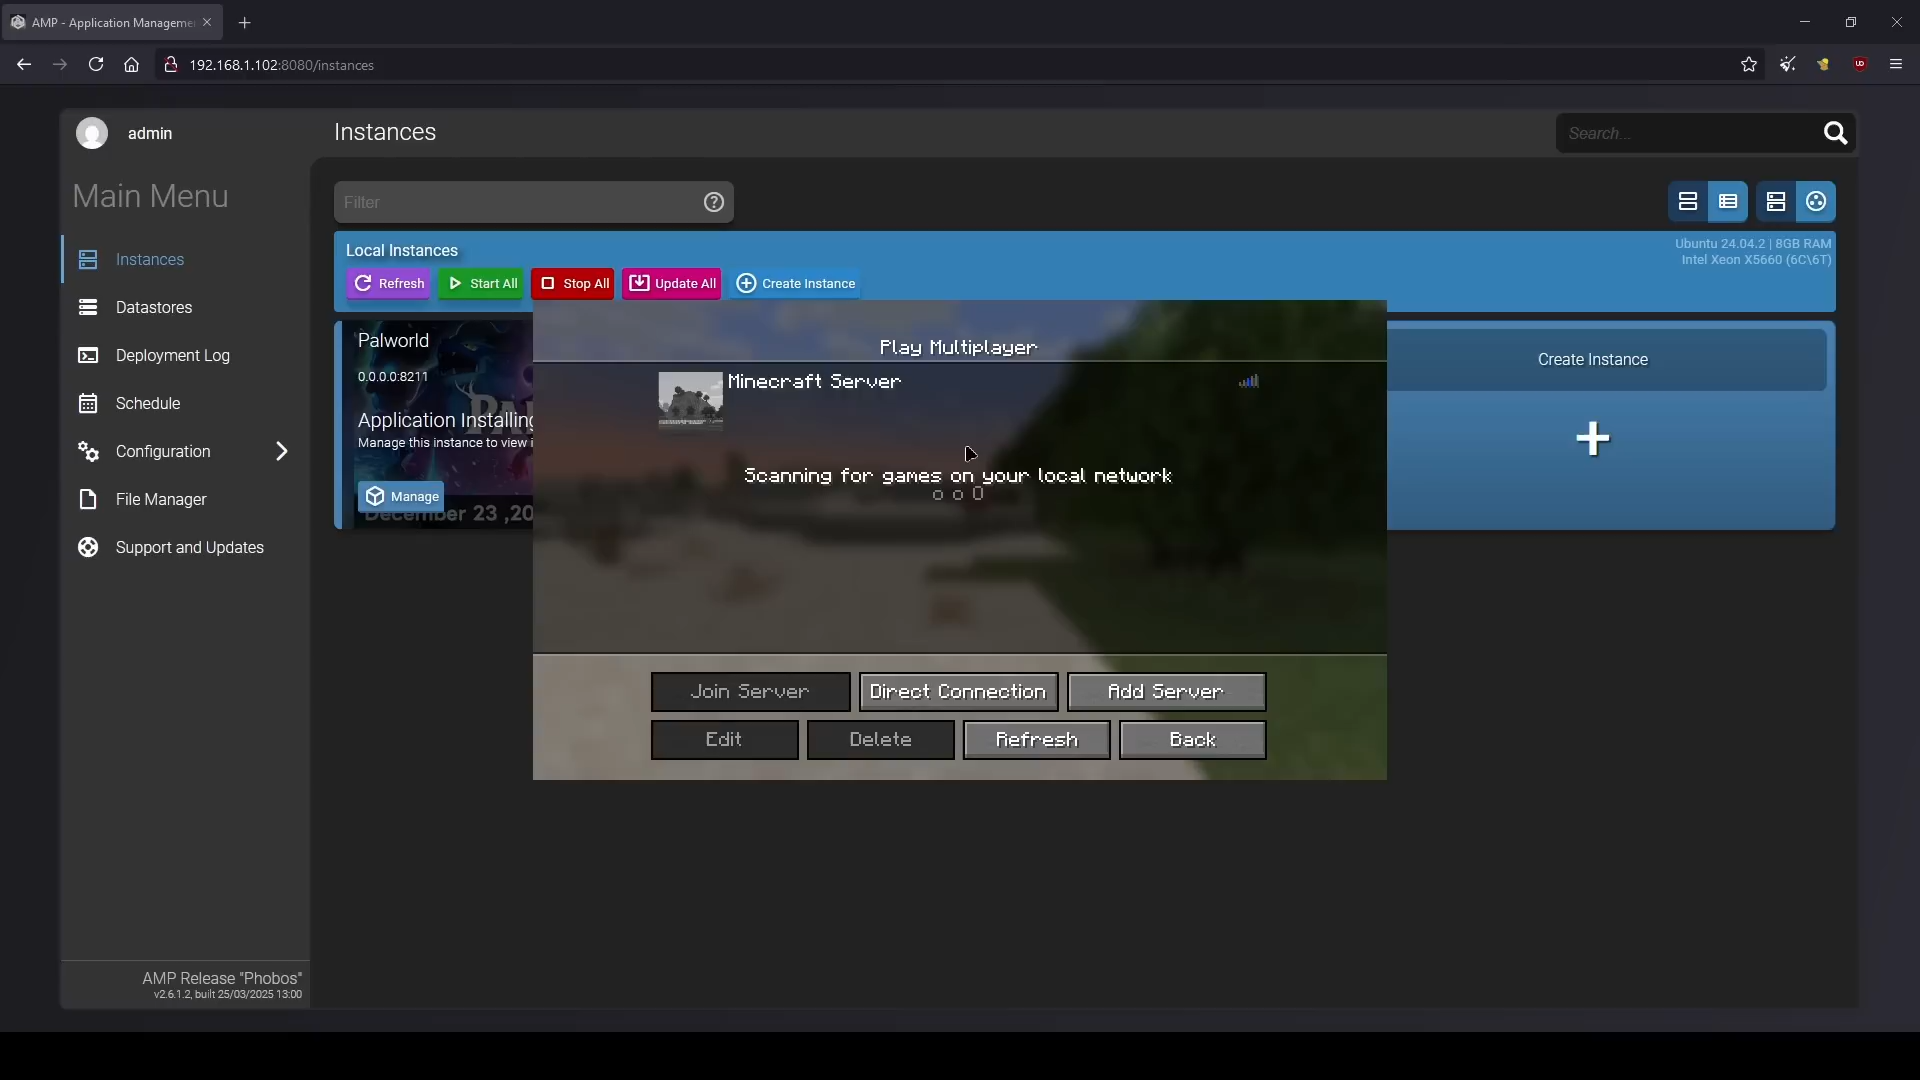 AMP - Application Manageme
192.168.1.102:8080/instances
admin
Instances
Search...
Main Menu
Filter
Local Instances
Ubuntu 24.04.2 | 8GB RAM
Intel Xeon X5660 (6C\6T)
Refresh
Start All
Stop All
Update All
Create Instance
Instances
Datastores
Deployment Log
Schedule
Configuration
File Manager
Support and Updates
Palworld
0.0.0.0:8211
Application Installing
Manage this instance to view i
Manage
December 23 ,20
Create Instance
Play Multiplayer
Minecraft Server
Scanning for games on your local network
o o O
Join Server
Direct Connection
Add Server
Edit
Delete
Refresh
Back
AMP Release "Phobos"
v2.6.1.2, built 25/03/2025 13:00